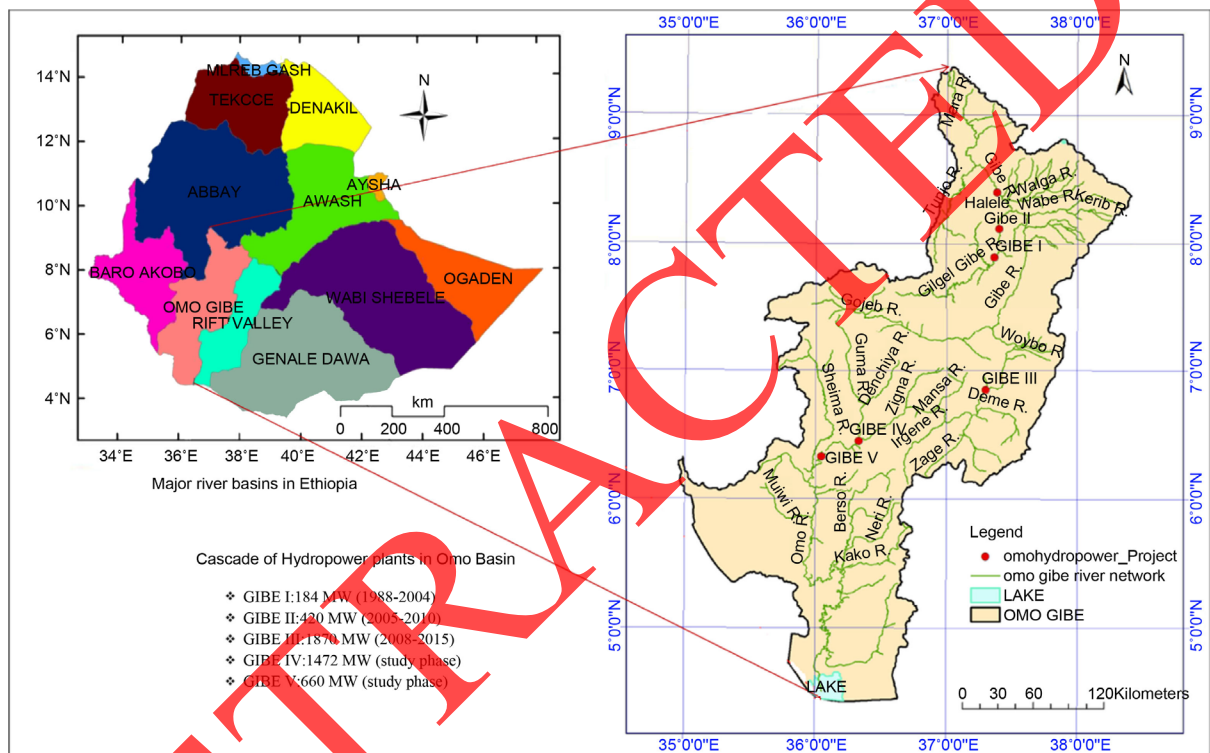 14°N
12°N
10°N
8°N
6°N
4°N
34°E
36°E
38°E
40°E
42°E
44°E
46°E
MLREB GASH
TEKCCE
DENAKIL
N
ABBAY
AYSHA
AWASH
BARO AKOBO
OGADEN
OMO GIBE
WABI SHEBELE
RIFT VALLEY
GENALE DAWA
km
0 200 400 800
Major river basins in Ethiopia
Cascade of Hydropower plants in Omo Basin
❖ GIBE I:184 MW (1988-2004)
❖ GIBE II:420 MW (2005-2010)
❖ GIBE III:1870 MW (2008-2015)
❖ GIBE IV:1472 MW (study phase)
❖ GIBE V:660 MW (study phase)
35°0'0"E 36°0'0"E 37°0'0"E 38°0'0"E
N
9°0'0"N
9°0'0"N
8°0'0"N
8°0'0"N
7°0'0"N
7°0'0"N
6°0'0"N
6°0'0"N
5°0'0"N
5°0'0"N
Mara R.
Gibe R.
Tunjo R.
Walga R.
Halele
Wabe R.
Kerib R.
Gibe II
GIBE I
Gilgel Gibe R.
Gibe R.
Gojeb R.
Woybo R.
Guma R.
Denchiya R.
Sheima R.
Zigna R.
Mansa R.
GIBE III
Deme R.
GIBE IV
Irgene R.
GIBE V
Zage R.
Muiwi R.
Omo R.
Berso R.
Neri R.
Kako R.
LAKE
Legend
omohydropower_Project
omo gibe river network
LAKE
OMO GIBE
0 30 60 120Kilometers
35°0'0"E 36°0'0"E 37°0'0"E 38°0'0"E
TRACTED